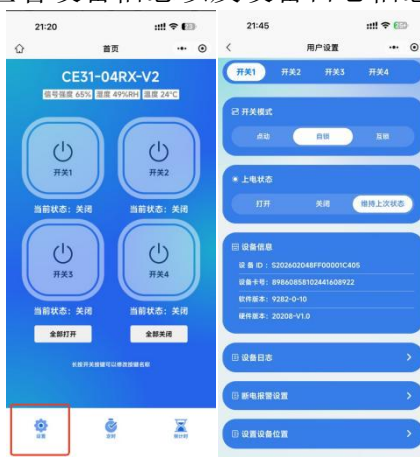 21:20
首页
CE31-04RX-V2
信号强度 65% 湿度 49%RH 温度 24°C
开关1
开关2
当前状态：关闭
当前状态：关闭
开关3
开关4
当前状态：关闭
当前状态：关闭
全部打开
全部关闭
长按开关按键可以修改按键名称
设置
定时
倒计时
21:45
用户设置
开关1 开关2 开关3 开关4
开关模式
点动 自锁 互锁
上电状态
打开 关闭 维持上次状态
设备信息
设 备 ID ：S202602048FF00001C405
设备卡号：89860858102441608922
软件版本：9282-0-10
硬件版本：20208-V1.0
设备日志
断电报警设置
设置设备位置